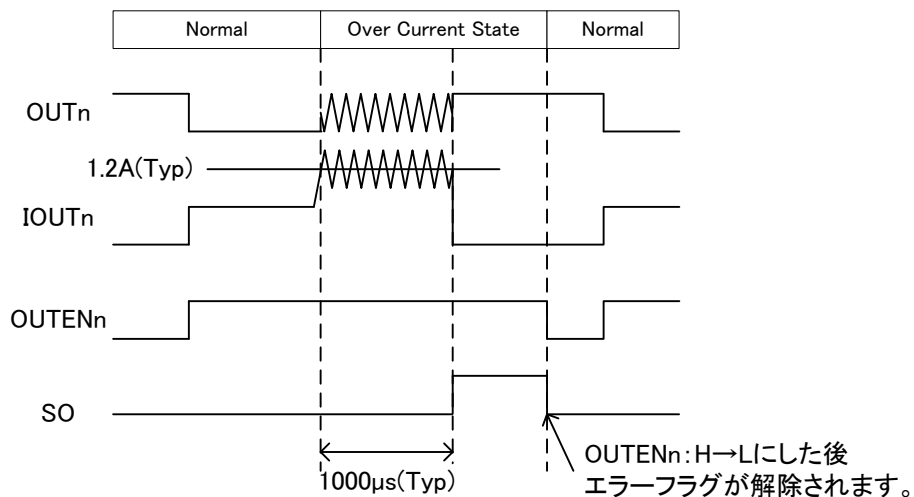 Normal
Over Current State
Normal
OUTn
1.2A(Typ)
IOUTn
OUTENn
SO
1000μs(Typ)
OUTENn:H→Lにした後
エラーフラグが解除されます。